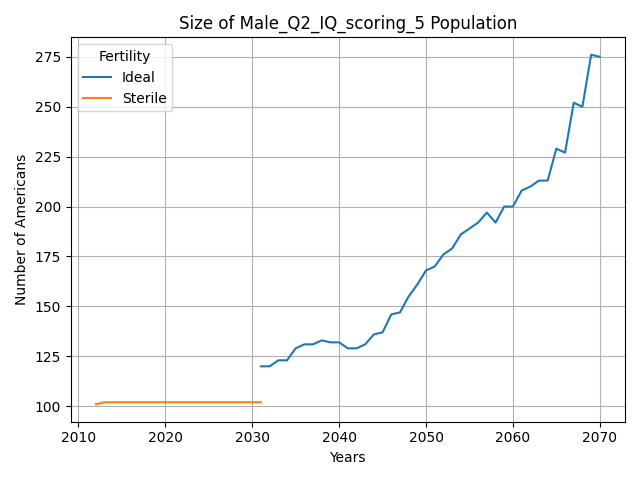 Size of Male_Q2_IQ_scoring_5 Population
Fertility
Ideal
Sterile
Number of Americans
275
250
225
200
175
150
125
100
2010 2020 2030 2040 2050 2060 2070
Years